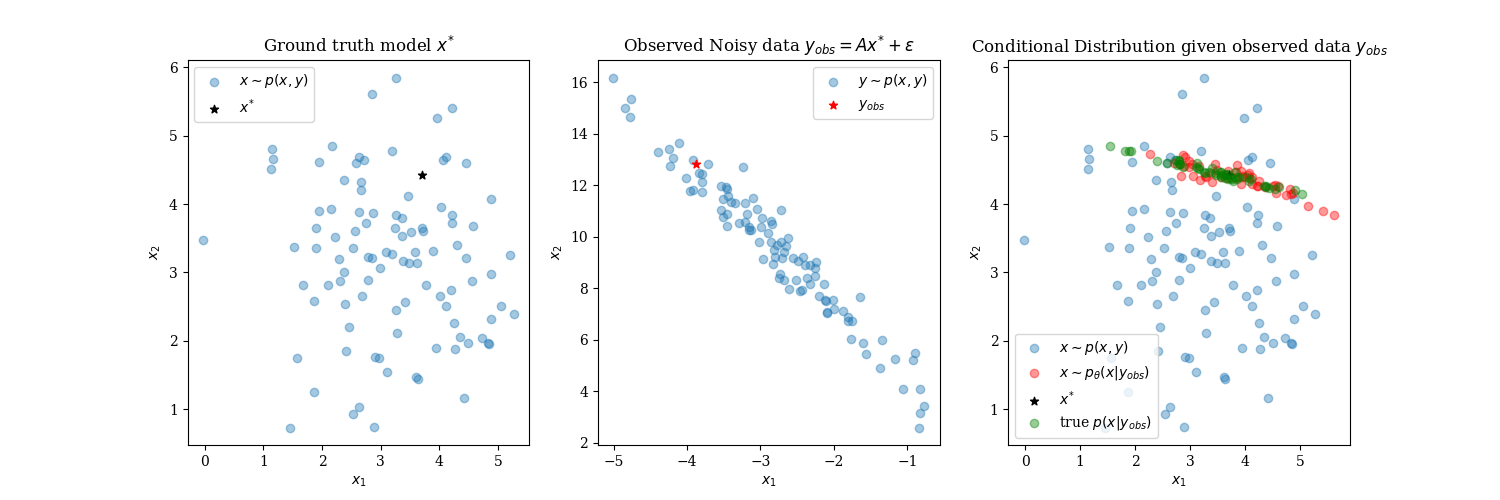 Ground truth model x*
Observed Noisy data y_obs = Ax* + ε
Conditional Distribution given observed data y_obs
x ~ p(x, y)
x*
6
5
4
3
2
1
x₂
0 1 2 3 4 5
x₁
y ~ p(x, y)
y_obs
16
14
12
10
8
6
4
2
x₂
−5 −4 −3 −2 −1
x₁
6
5
4
3
2
1
x₂
x ~ p(x, y)
x ~ p_θ(x|y_obs)
x*
true p(x|y_obs)
0 1 2 3 4 5
x₁